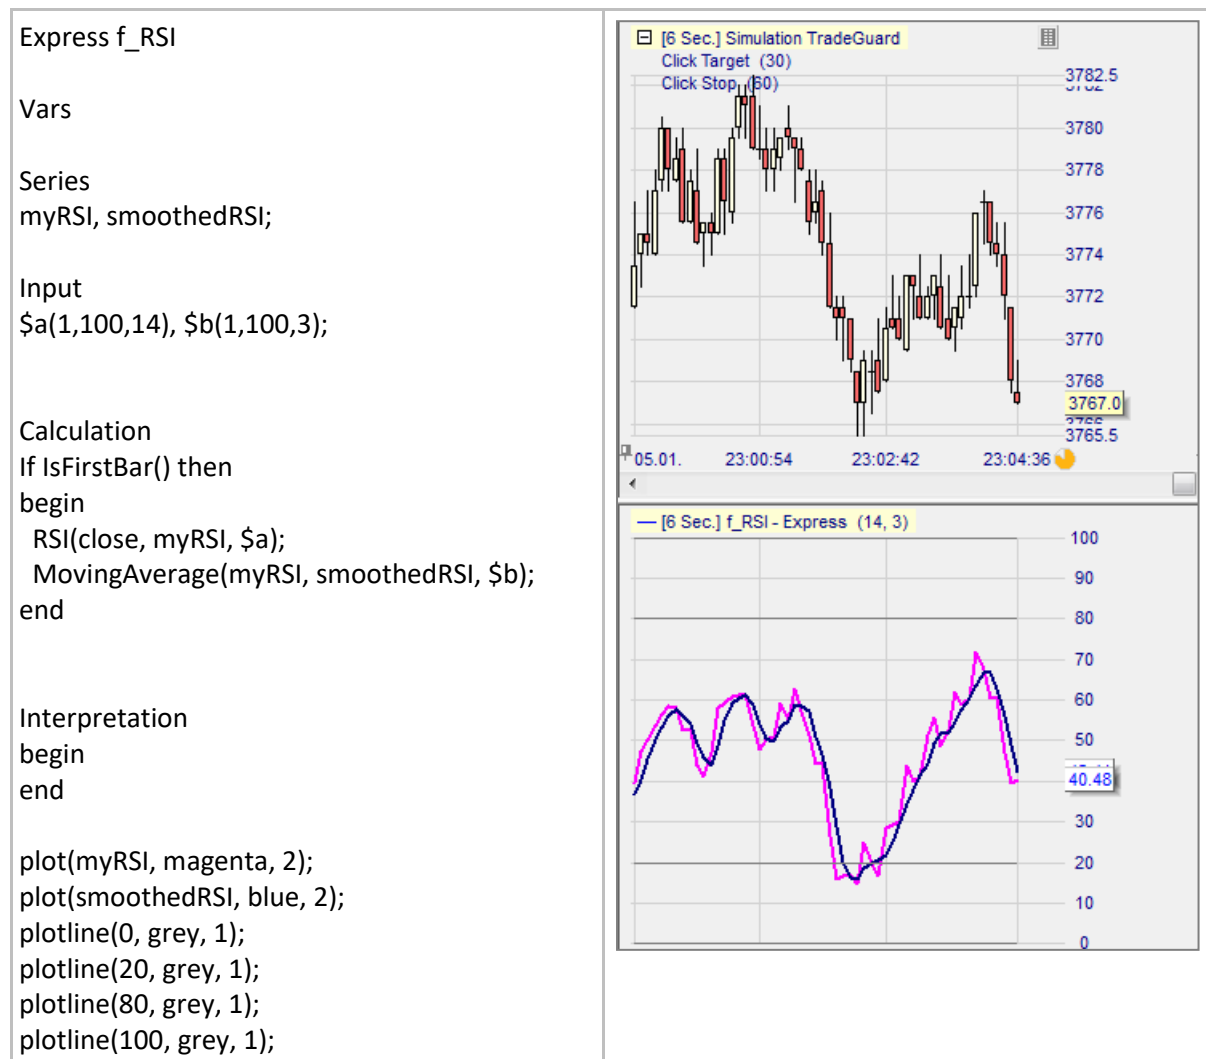 Express f_RSI
Vars
Series
myRSI, smoothedRSI;
Input
$a(1,100,14), $b(1,100,3);
Calculation
If IsFirstBar() then
begin
RSI(close, myRSI, $a);
MovingAverage(myRSI, smoothedRSI, $b);
end
Interpretation
begin
end
plot(myRSI, magenta, 2);
plot(smoothedRSI, blue, 2);
plotline(0, grey, 1);
plotline(20, grey, 1);
plotline(80, grey, 1);
plotline(100, grey, 1);
[6 Sec.] Simulation TradeGuard
Click Target (30)
Click Stop (60)
3782.5
3780
3778
3776
3774
3772
3770
3768
3767.0
3765.5
05.01. 23:00:54 23:02:42 23:04:36
[6 Sec.] f_RSI - Express (14, 3)
100
90
80
70
60
50
40.48
30
20
10
0